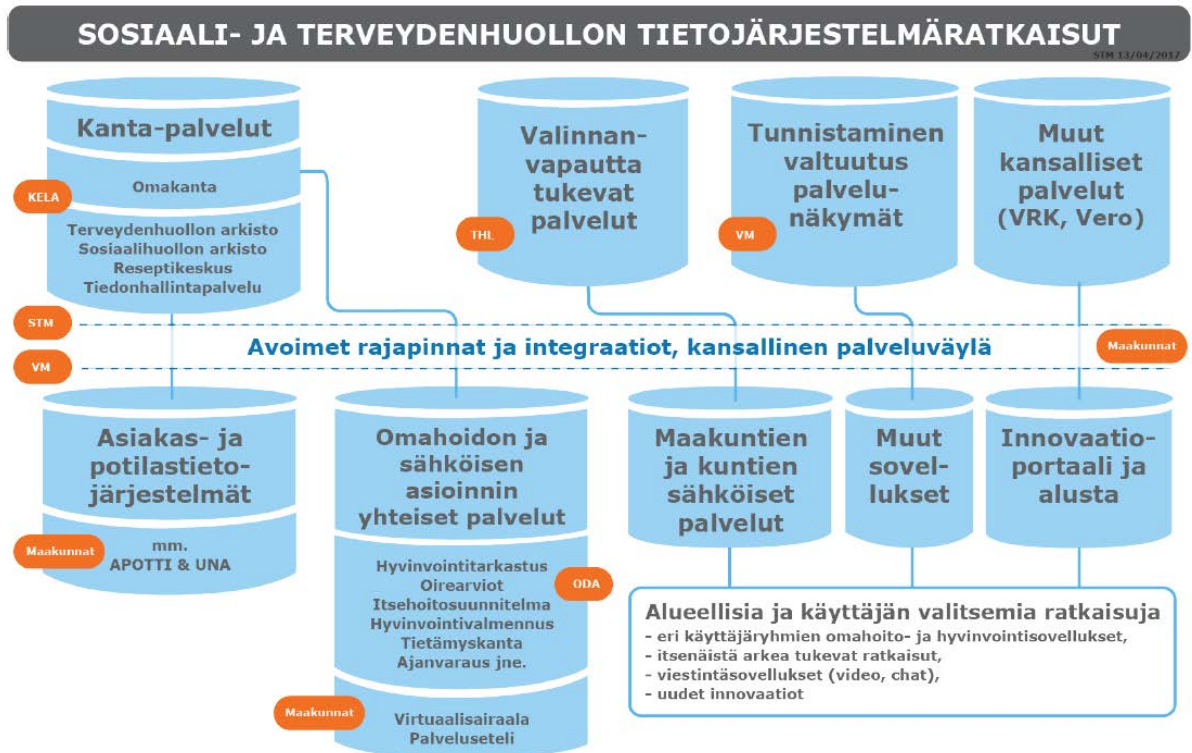 SOSIAALI- JA TERVEYDENHUOLLON TIETOJÄRJESTELMÄRATKAISUT
STM 13/04/2017
Kanta-palvelut
Omakanta
KELA
Terveydenhuollon arkisto
Sosiaalihuollon arkisto
Reseptikeskus
Tiedonhallintapalvelu
Valinnan-
vapautta
tukevat
palvelut
THL
Tunnistaminen
valtuutus
palvelu-
näkymät
VM
Muut
kansalliset
palvelut
(VRK, Vero)
STM
VM
Avoimet rajapinnat ja integraatiot, kansallinen palveluväylä
Maakunnat
Asiakas- ja
potilastieto-
järjestelmät
Maakunnat
mm.
APOTTI & UNA
Omahoidon ja
sähköisen
asioinnin
yhteiset palvelut
Hyvinvointitarkastus
Oirearviot
Itsehoitosuunnitelma
Hyvinvointivalmennus
Tietämyskanta
Ajanvaraus jne.
ODA
Maakunnat
Virtuaalisairaala
Palveluseteli
Maakuntien
ja kuntien
sähköiset
palvelut
Muut
sovel-
lukset
Innovaatio-
portaali ja
alusta
Alueellisia ja käyttäjän valitsemia ratkaisuja
- eri käyttäjäryhmien omahoito- ja hyvinvointisovellukset,
- itsenäistä arkea tukevat ratkaisut,
- viestintäsovellukset (video, chat),
- uudet innovaatiot